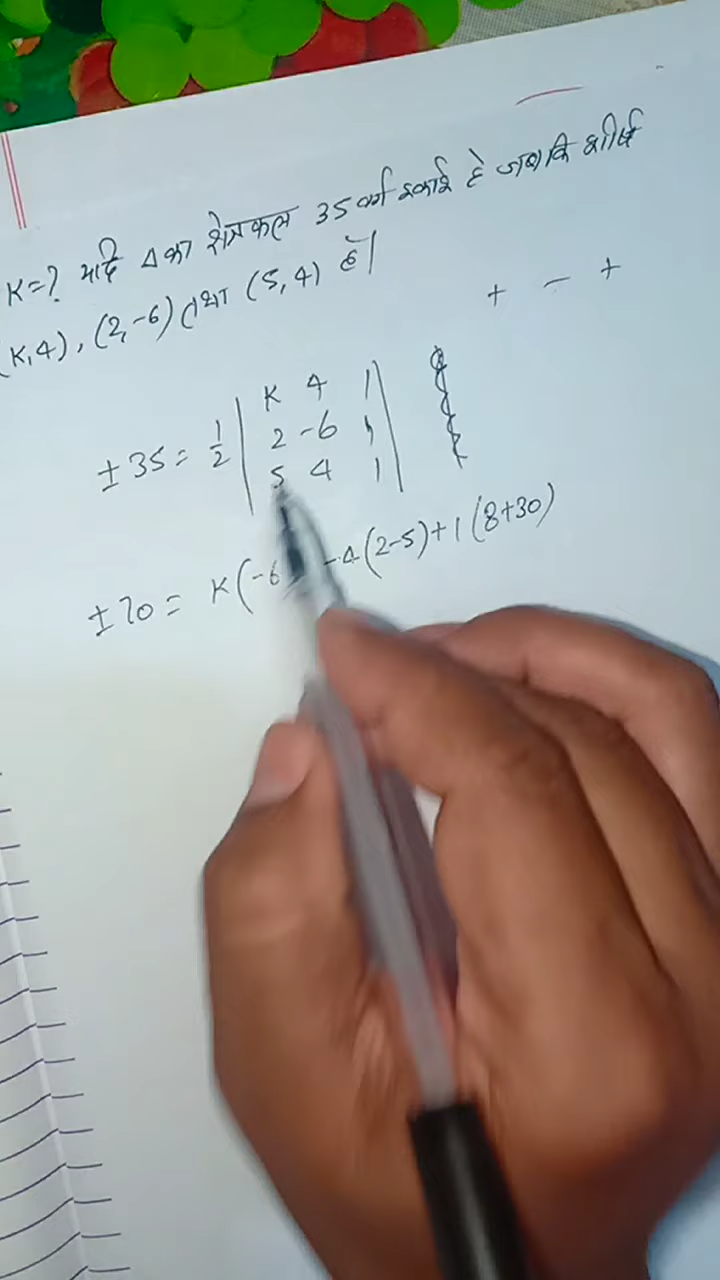 K=? यदि Δ का क्षेत्रफल 35 वर्ग इकाई है जबकि शीर्ष
(K,4), (2,-6) तथा (5,4) हों।
+ - +
±35 = 1/2 | K 4 1 |
| 2 -6 1 |
| 5 4 1 |
±70 = K(-6 -4(2-5)+1(8+30)